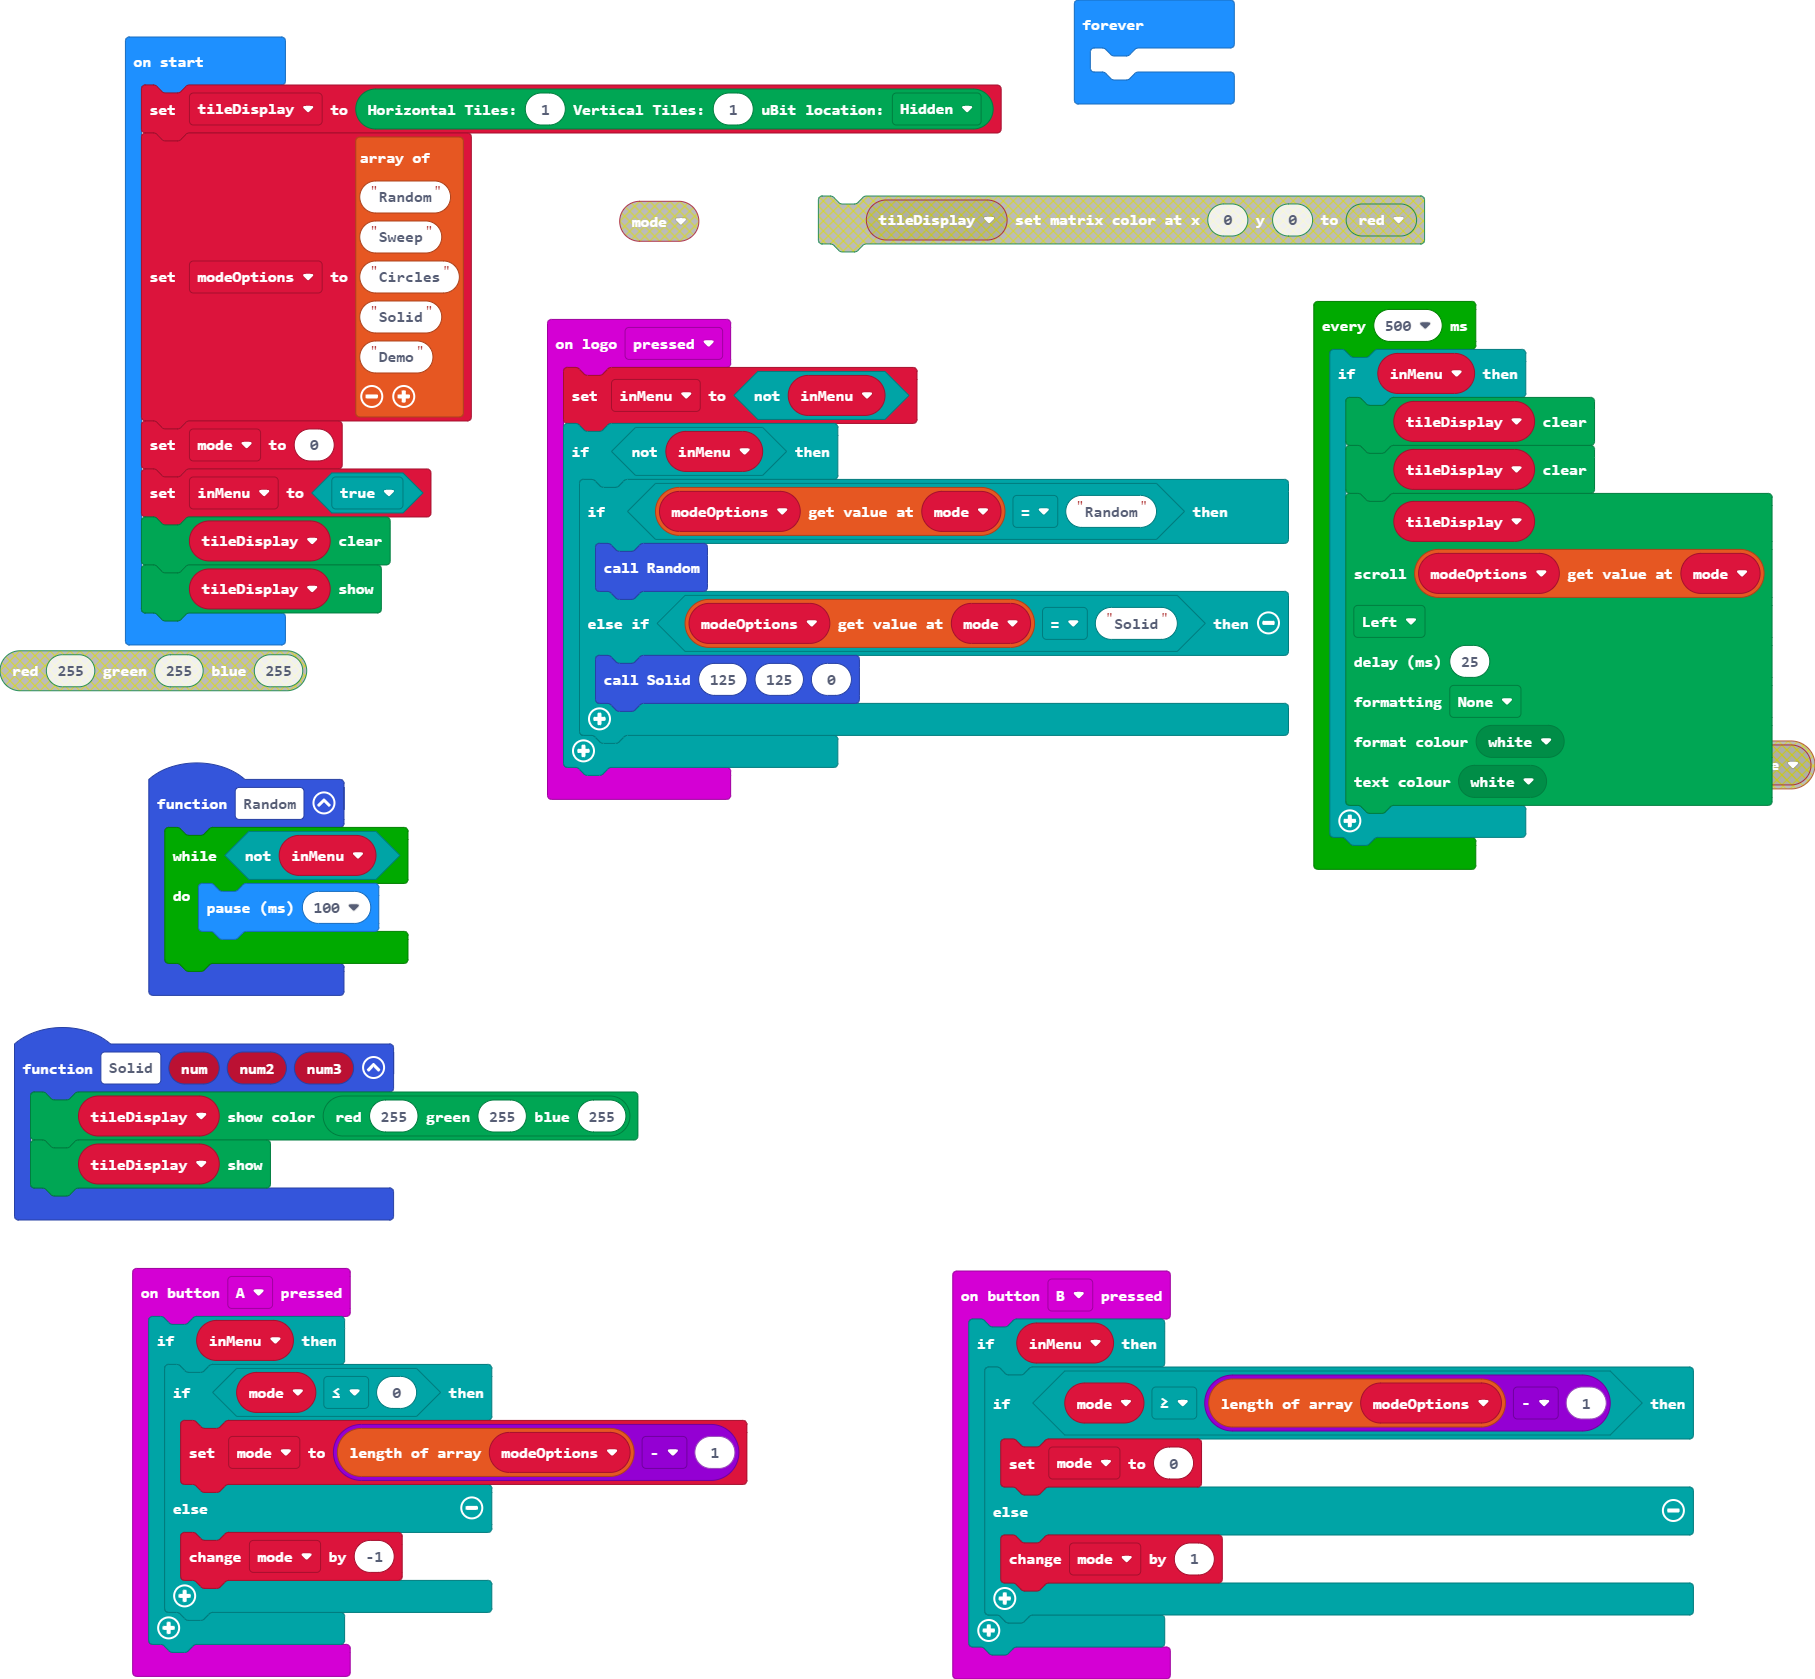 on start
set tileDisplay to Horizontal Tiles: 1 Vertical Tiles: 1 uBit location: Hidden
set modeOptions to array of
"Random"
"Sweep"
"Circles"
"Solid"
"Demo"
set mode to 0
set inMenu to true
tileDisplay clear
tileDisplay show
red 255 green 255 blue 255
forever
mode
tileDisplay set matrix color at x 0 y 0 to red
on logo pressed
set inMenu to not inMenu
if not inMenu then
if modeOptions get value at mode = "Random" then
call Random
else if modeOptions get value at mode = "Solid" then
call Solid 125 125 0
every 500 ms
if inMenu then
tileDisplay clear
tileDisplay clear
tileDisplay
scroll modeOptions get value at mode
Left
delay (ms) 25
formatting None
format colour white
text colour white
function Random
while not inMenu
do pause (ms) 100
function Solid num num2 num3
tileDisplay show color red 255 green 255 blue 255
tileDisplay show
on button A pressed
if inMenu then
if mode ≤ 0 then
set mode to length of array modeOptions - 1
else
change mode by -1
on button B pressed
if inMenu then
if mode ≥ length of array modeOptions - 1 then
set mode to 0
else
change mode by 1